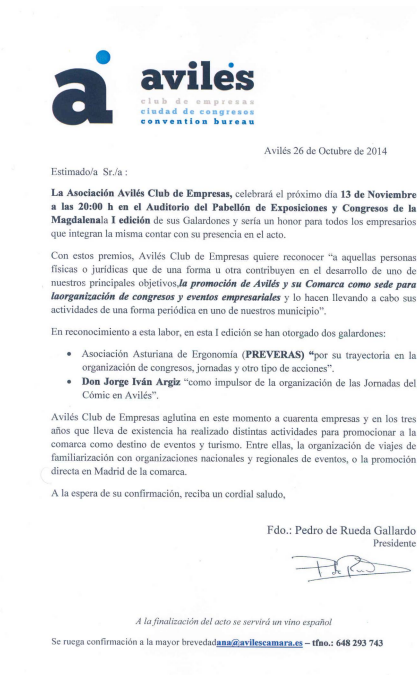 a
avilés
club de empresas
ciudad de congresos
convention bureau
Avilés 26 de Octubre de 2014
Estimado/a Sr./a :
La Asociación Avilés Club de Empresas, celebrará el próximo día 13 de Noviembre
a las 20:00 h en el Auditorio del Pabellón de Exposiciones y Congresos de la
Magdalenala I edición de sus Galardones y sería un honor para todos los empresarios
que integran la misma contar con su presencia en el acto.
Con estos premios, Avilés Club de Empresas quiere reconocer “a aquellas personas
físicas o jurídicas que de una forma u otra contribuyen en el desarrollo de uno de
nuestros principales objetivos,la promoción de Avilés y su Comarca como sede para
laorganización de congresos y eventos empresariales y lo hacen llevando a cabo sus
actividades de una forma periódica en uno de nuestros municipio”.
En reconocimiento a esta labor, en esta I edición se han otorgado dos galardones:
• Asociación Asturiana de Ergonomía (PREVERAS) “por su trayectoria en la
organización de congresos, jornadas y otro tipo de acciones”.
• Don Jorge Iván Argiz “como impulsor de la organización de las Jornadas del
Cómic en Avilés”.
Avilés Club de Empresas aglutina en este momento a cuarenta empresas y en los tres
años que lleva de existencia ha realizado distintas actividades para promocionar a la
comarca como destino de eventos y turismo. Entre ellas, la organización de viajes de
familiarización con organizaciones nacionales y regionales de eventos, o la promoción
directa en Madrid de la comarca.
A la espera de su confirmación, reciba un cordial saludo,
Fdo.: Pedro de Rueda Gallardo
Presidente
A la finalización del acto se servirá un vino español
Se ruega confirmación a la mayor brevedadana@avilescamara.es – tfno.: 648 293 743